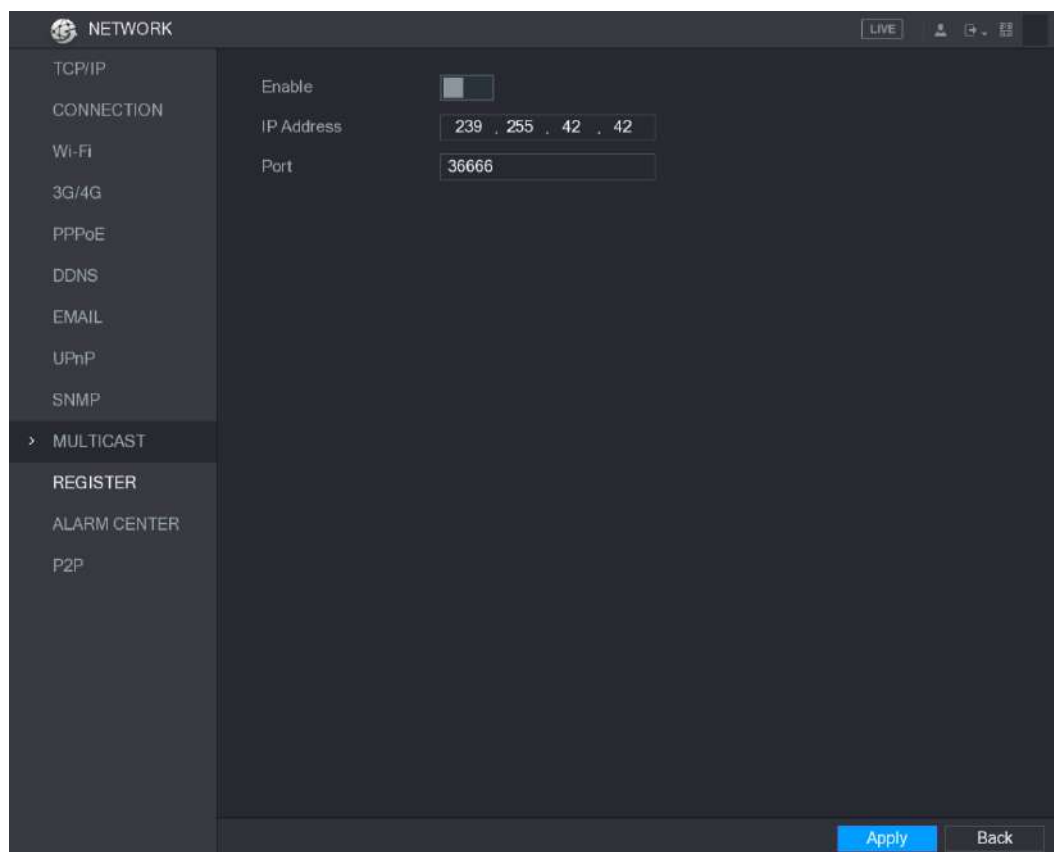 NETWORK
LIVE
TCP/IP
CONNECTION
Wi-Fi
3G/4G
PPPoE
DDNS
EMAIL
UPnP
SNMP
MULTICAST
REGISTER
ALARM CENTER
P2P
Enable
IP Address 239 . 255 . 42 . 42
Port 36666
Apply Back